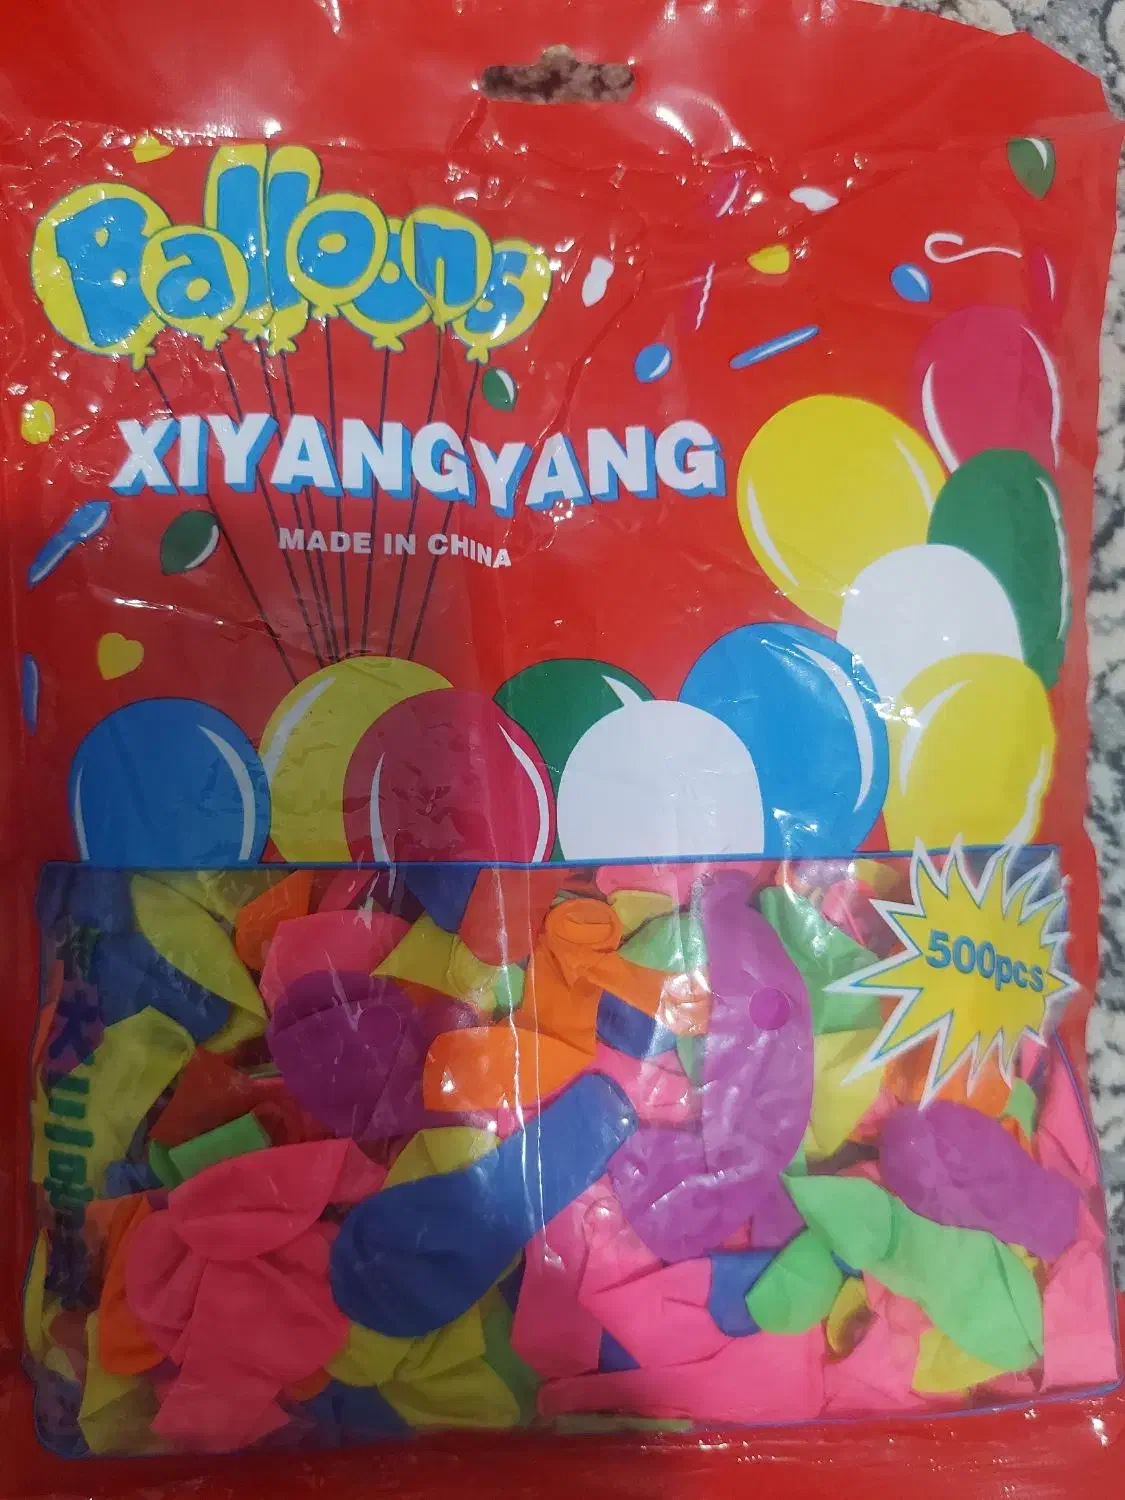 Balloons
XIYANGYANG
MADE IN CHINA
500pcs